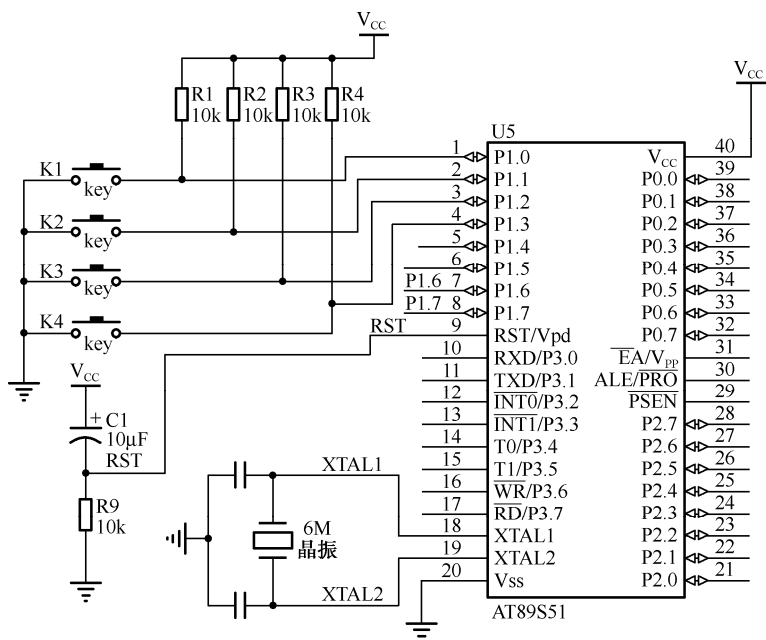 VCC
VCC
R1
10k
R2
10k
R3
10k
R4
10k
U5
K1
key
K2
key
K3
key
K4
key
1 P1.0
2 P1.1
3 P1.2
4 P1.3
5 P1.4
6 P1.5
P1.6 7 P1.6
P1.7 8 P1.7
RST 9 RST/Vpd
10 RXD/P3.0
11 TXD/P3.1
12 I̅N̅T̅0̅/P3.2
13 I̅N̅T̅1̅/P3.3
14 T0/P3.4
15 T1/P3.5
16 W̅R̅/P3.6
17 R̅D̅/P3.7
18 XTAL1
19 XTAL2
20 Vss
VCC 40
P0.0 39
P0.1 38
P0.2 37
P0.3 36
P0.4 35
P0.5 34
P0.6 33
P0.7 32
E̅A̅/VPP 31
ALE/P̅R̅O̅ 30
P̅S̅E̅N̅ 29
P2.7 28
P2.6 27
P2.5 26
P2.4 25
P2.3 24
P2.2 23
P2.1 22
P2.0 21
AT89S51
VCC
+ C1
10μF
RST
R9
10k
XTAL1
6M
晶振
XTAL2